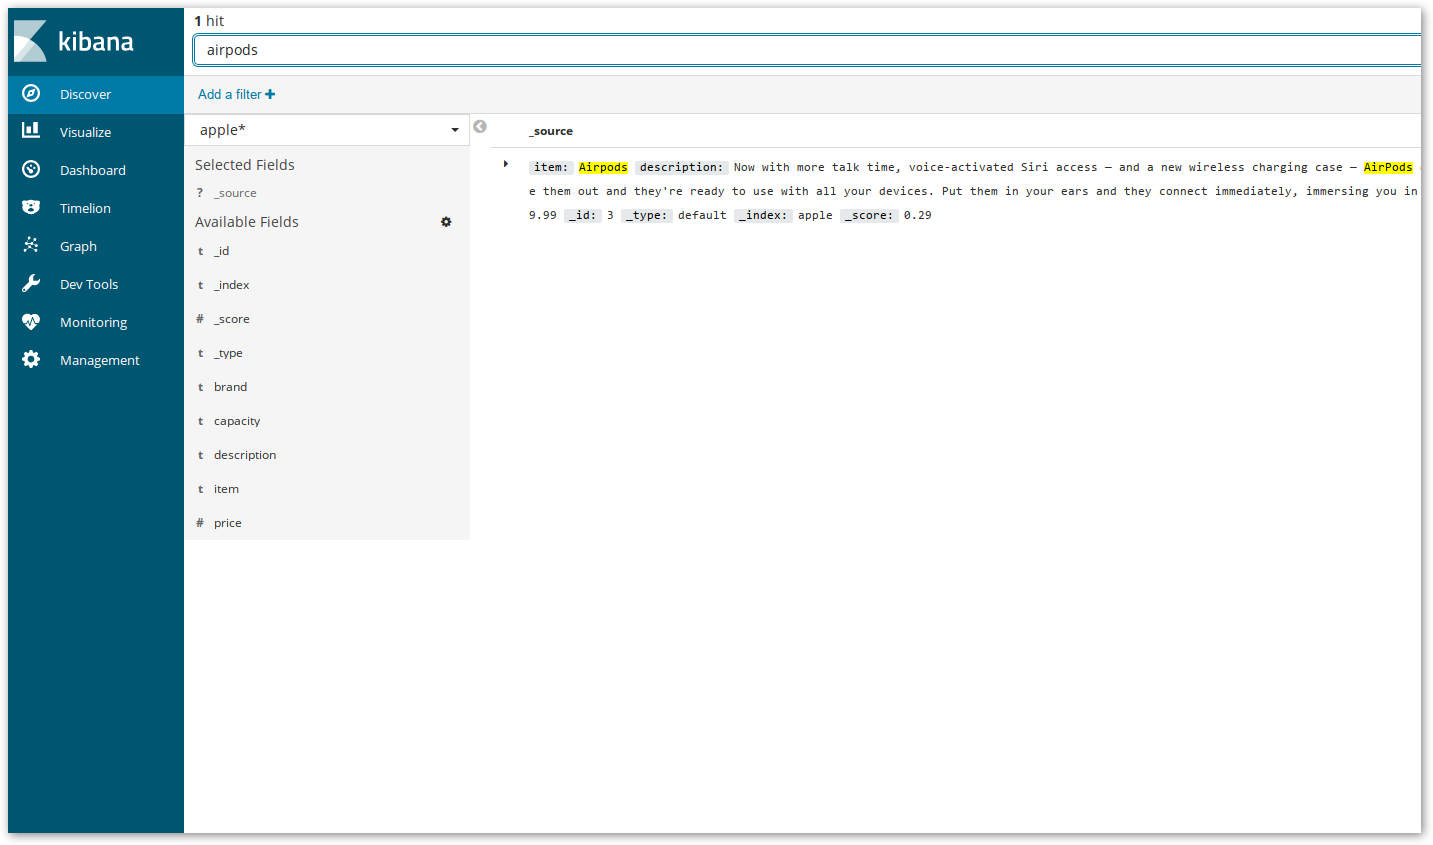 kibana
Discover
Visualize
Dashboard
Timelion
Graph
Dev Tools
Monitoring
Management
1 hit
airpods
Add a filter +
apple*
Selected Fields
? _source
Available Fields
t _id
t _index
# _score
t _type
t brand
t capacity
t description
t item
# price
_source
item: Airpods description: Now with more talk time, voice-activated Siri access — and a new wireless charging case — AirPods
e them out and they're ready to use with all your devices. Put them in your ears and they connect immediately, immersing you in
9.99 _id: 3 _type: default _index: apple _score: 0.29